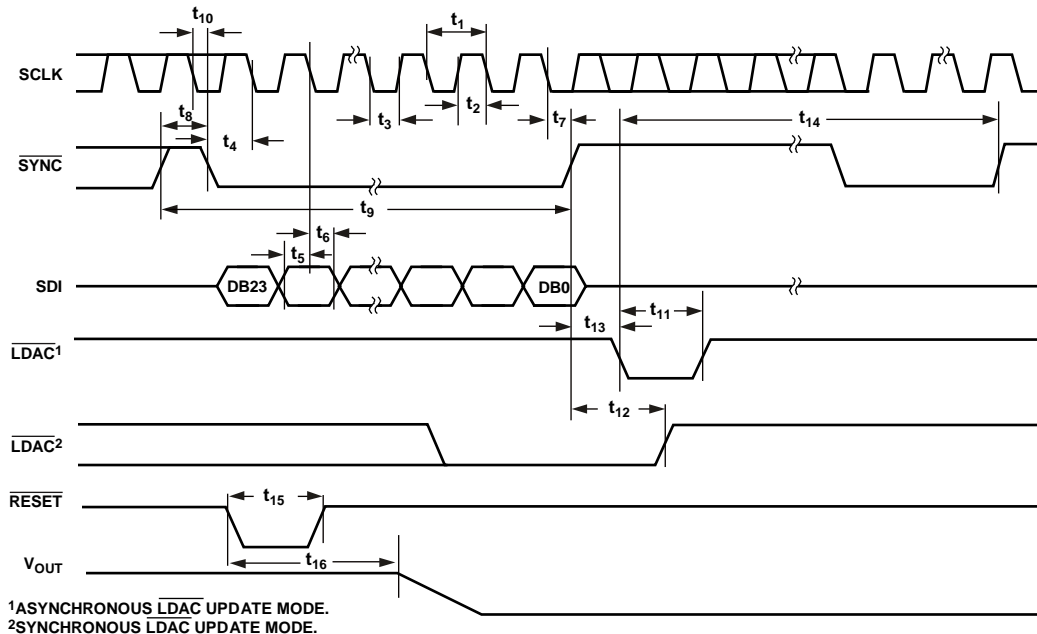 t10
t1
SCLK
t8
t4
t3
t2
t7
t14
SYNC
t9
t6
t5
SDI
DB23
DB0
t13
t11
LDAC1
t12
LDAC2
RESET
t15
t16
VOUT
1ASYNCHRONOUS LDAC UPDATE MODE.
2SYNCHRONOUS LDAC UPDATE MODE.